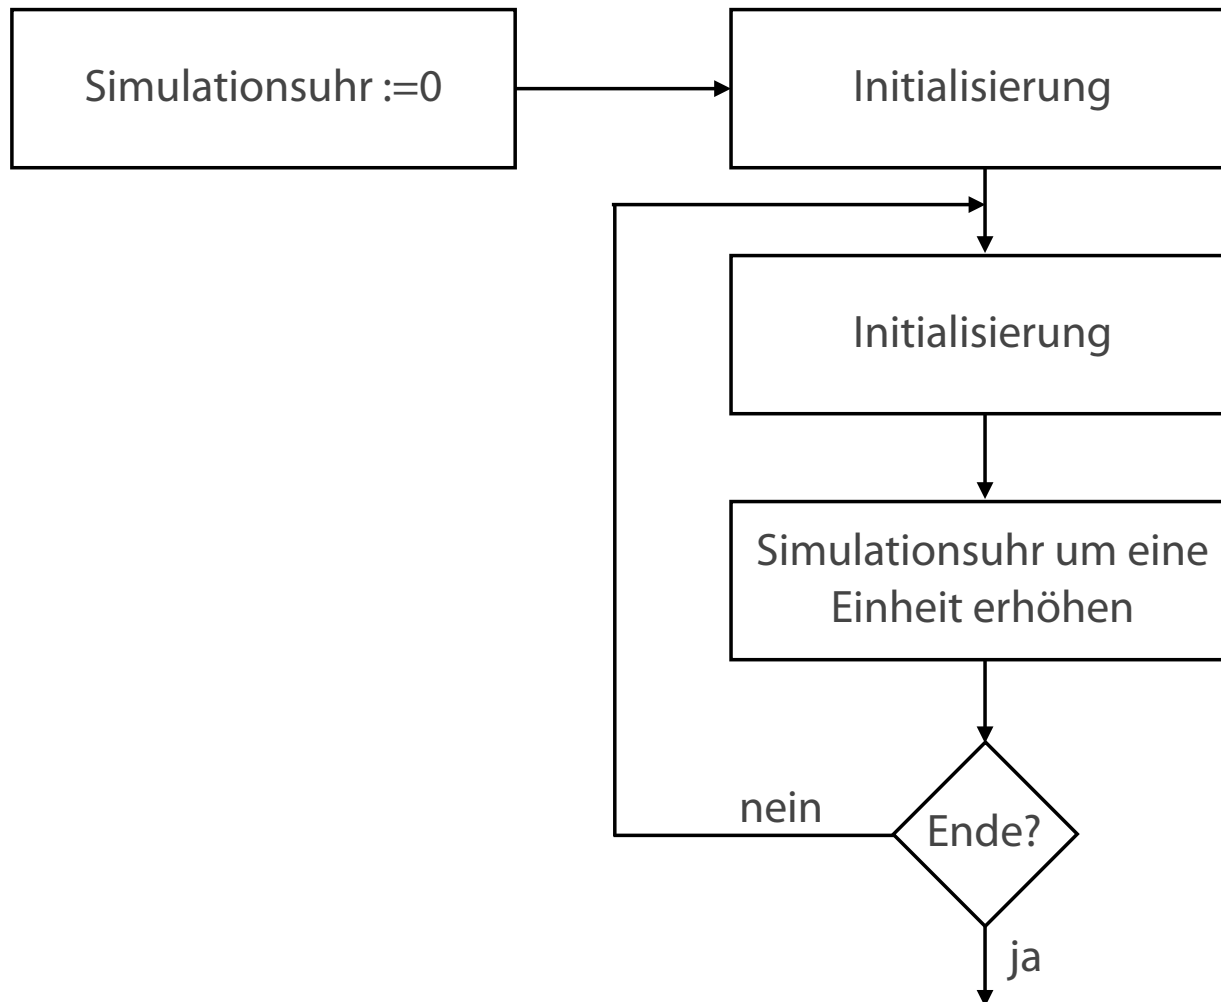 Simulationsuhr :=0
Initialisierung
Initialisierung
Simulationsuhr um eine
Einheit erhöhen
nein
Ende?
ja